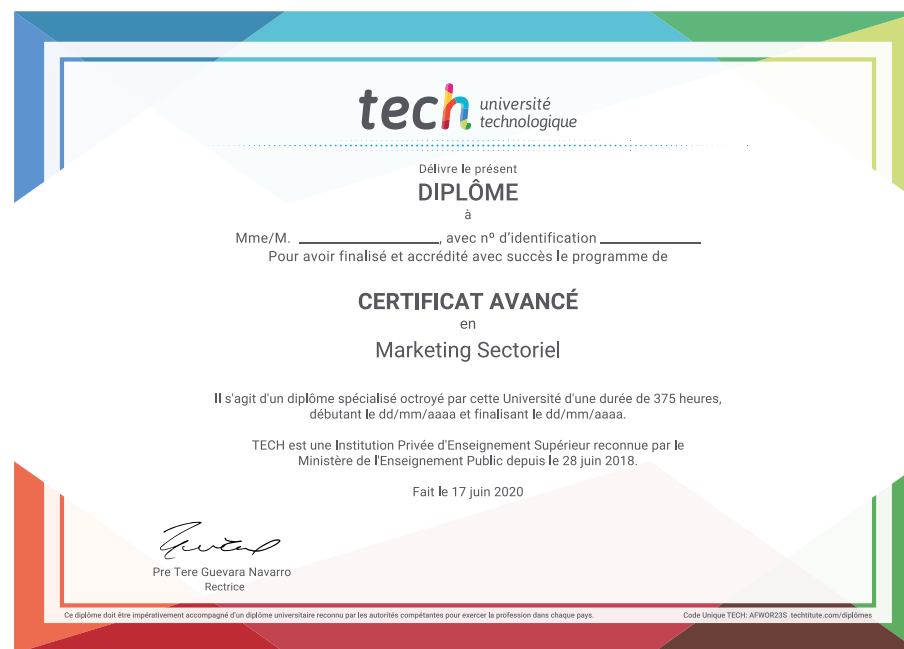 tech université
technologique
Délivre le présent
DIPLÔME
à
Mme/M. ____________________, avec nº d'identification ______________
Pour avoir finalisé et accrédité avec succès le programme de
CERTIFICAT AVANCÉ
en
Marketing Sectoriel
Il s'agit d'un diplôme spécialisé octroyé par cette Université d'une durée de 375 heures,
débutant le dd/mm/aaaa et finalisant le dd/mm/aaaa.
TECH est une Institution Privée d'Enseignement Supérieur reconnue par le
Ministère de l'Enseignement Public depuis le 28 juin 2018.
Fait le 17 juin 2020
Pre Tere Guevara Navarro
Rectrice
Ce diplôme doit être impérativement accompagné d'un diplôme universitaire reconnu par les autorités compétantes pour exercer la profession dans chaque pays.
Code Unique TECH: AFWOR23S techtitute.com/diplômes